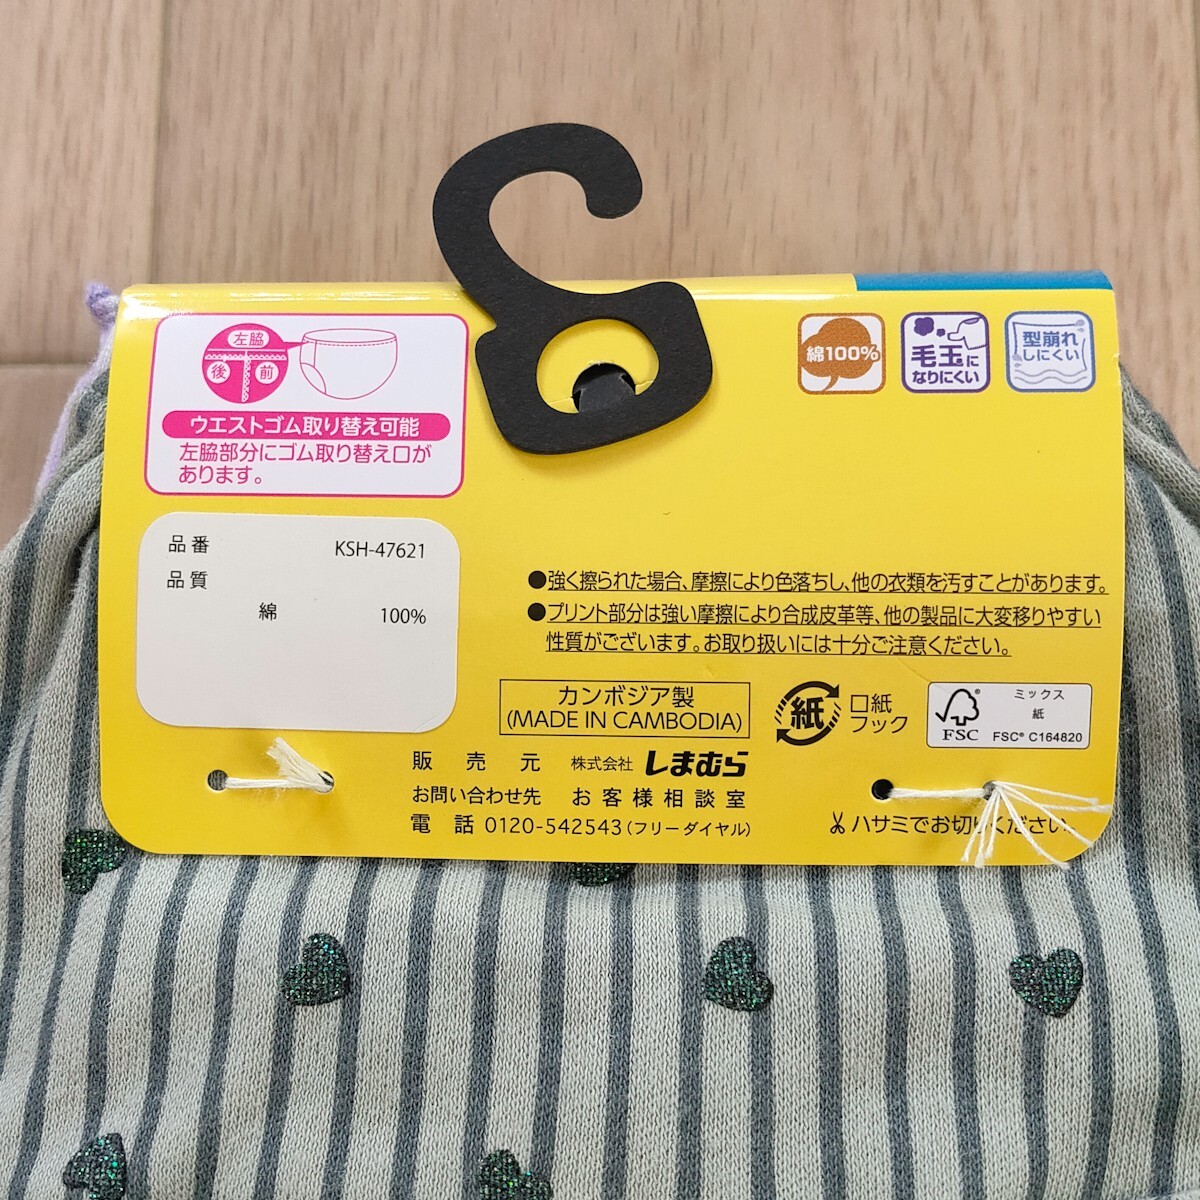 左脇
後 前
ウエストゴム取り替え可能
左脇部分にゴム取り替え口が
あります。
綿100%
毛玉に
なりにくい
型崩れ
しにくい
品番 KSH-47621
品質
綿 100%
●強く擦られた場合、摩擦により色落ちし、他の衣類を汚すことがあります。
●プリント部分は強い摩擦により合成皮革等、他の製品に大変移りやすい
性質がございます。お取り扱いには十分ご注意ください。
カンボジア製
(MADE IN CAMBODIA)
紙
口紙
フック
FSC®
ミックス
紙
FSC® C164820
販売元 株式会社 しまむら
お問い合わせ先 お客様相談室
電話 0120-542543(フリーダイヤル)
ハサミでお切りください。